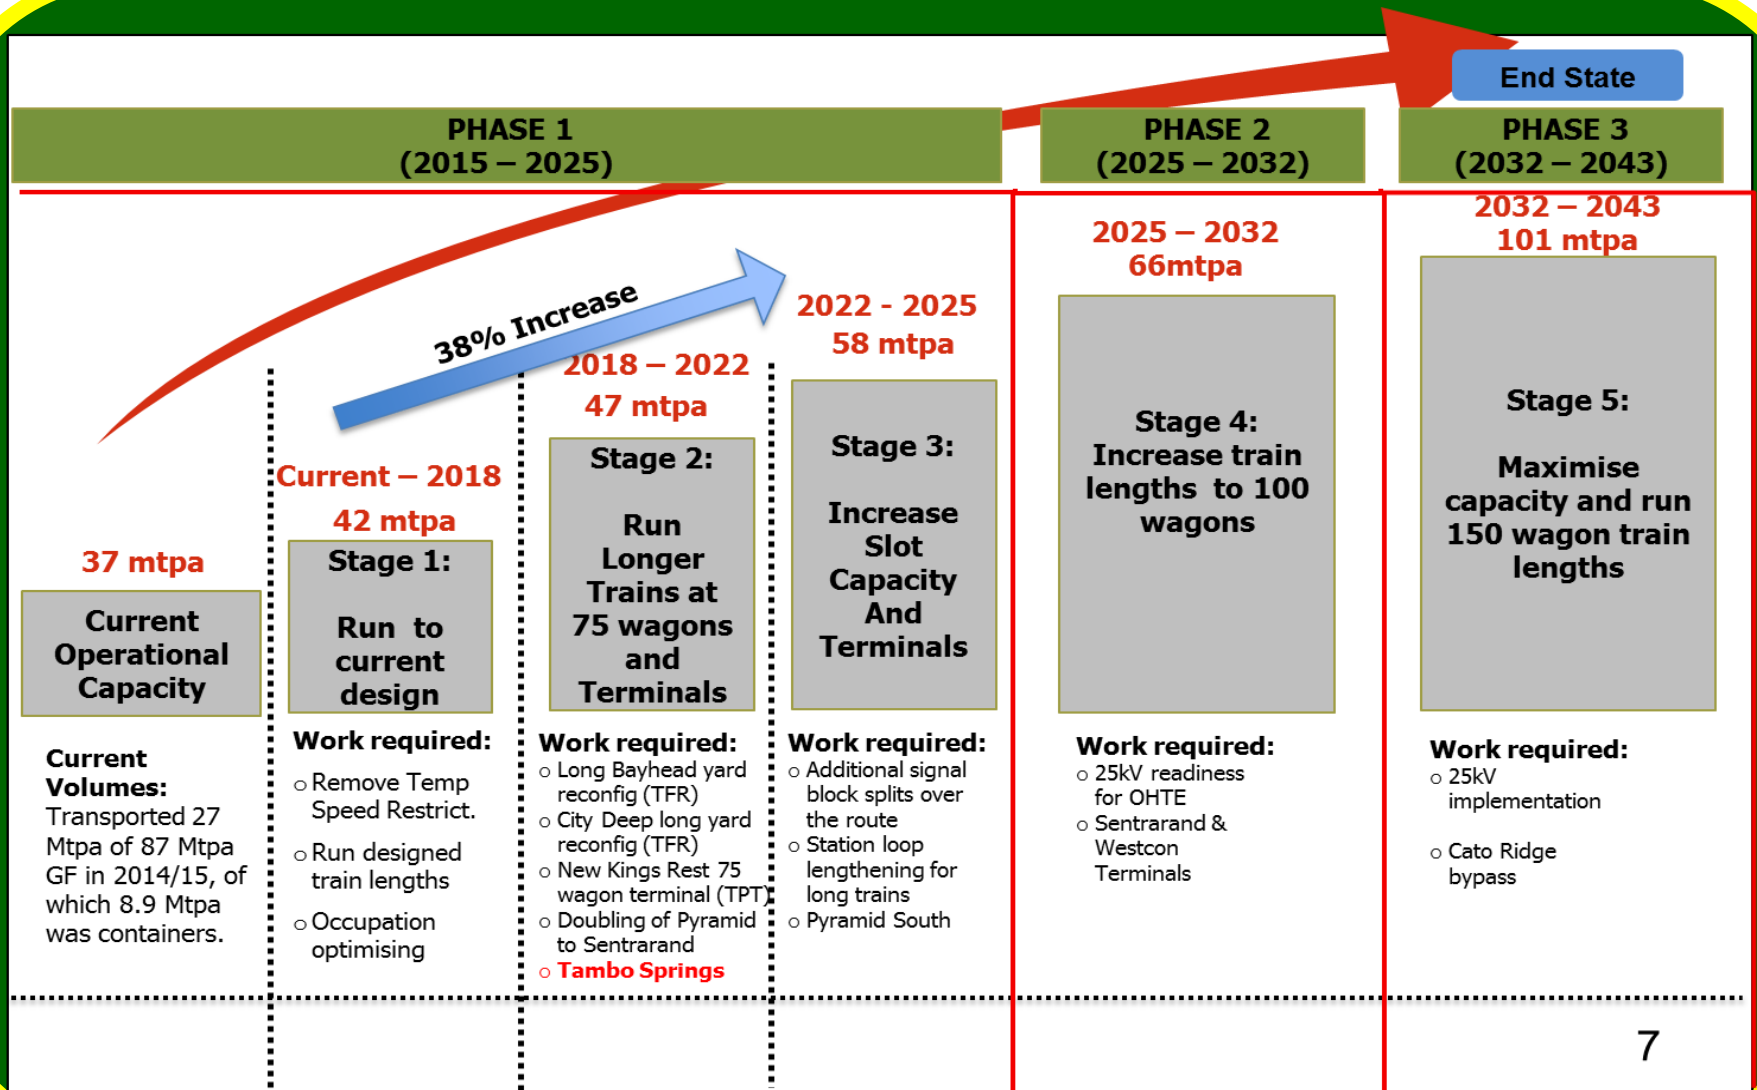 End State
PHASE 1
(2015 – 2025)
PHASE 2
(2025 – 2032)
PHASE 3
(2032 – 2043)
38% Increase
37 mtpa
Current
Operational
Capacity
Current
Volumes:
Transported 27
Mtpa of 87 Mtpa
GF in 2014/15, of
which 8.9 Mtpa
was containers.
Current – 2018
42 mtpa
Stage 1:
Run to
current
design
Work required:
o Remove Temp
Speed Restrict.
o Run designed
train lengths
o Occupation
optimising
2018 – 2022
47 mtpa
Stage 2:
Run
Longer
Trains at
75 wagons
and
Terminals
Work required:
o Long Bayhead yard
reconfig (TFR)
o City Deep long yard
reconfig (TFR)
o New Kings Rest 75
wagon terminal (TPT)
o Doubling of Pyramid
to Sentrarand
o Tambo Springs
2022 - 2025
58 mtpa
Stage 3:
Increase
Slot
Capacity
And
Terminals
Work required:
o Additional signal
block splits over
the route
o Station loop
lengthening for
long trains
o Pyramid South
2025 – 2032
66mtpa
Stage 4:
Increase train
lengths to 100
wagons
Work required:
o 25kV readiness
for OHTE
o Sentrarand &
Westcon
Terminals
2032 – 2043
101 mtpa
Stage 5:
Maximise
capacity and run
150 wagon train
lengths
Work required:
o 25kV
implementation
o Cato Ridge
bypass
7